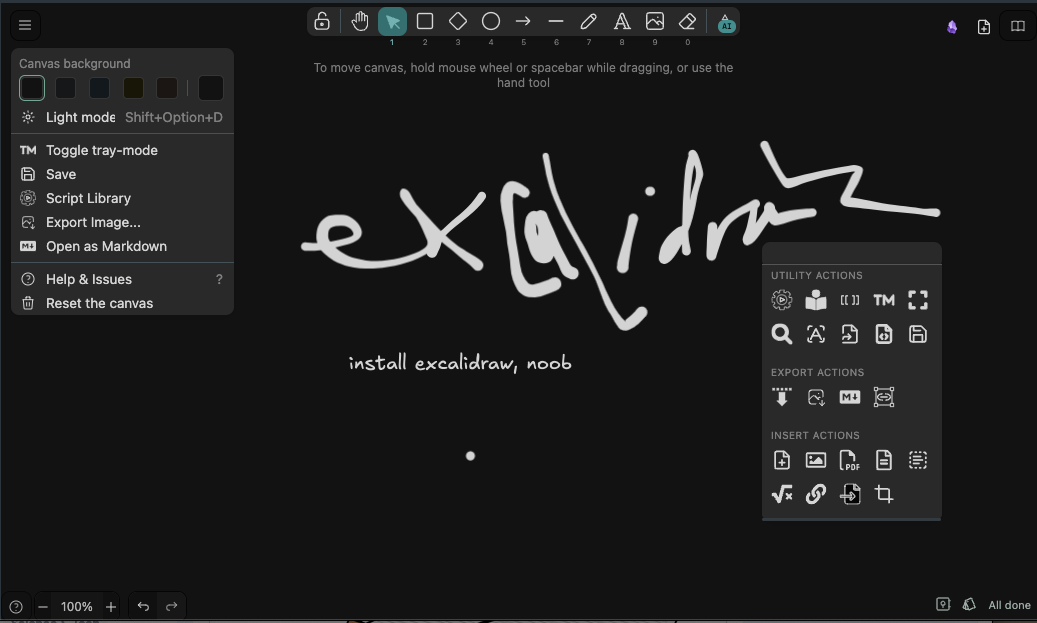 1 2 3 4 5 6 7 8 9 0 AI
To move canvas, hold mouse wheel or spacebar while dragging, or use the
hand tool
Canvas background
Light mode Shift+Option+D
TM Toggle tray-mode
Save
Script Library
Export Image...
M↓ Open as Markdown
Help & Issues ?
Reset the canvas
excalidraw
install excalidraw, noob
UTILITY ACTIONS
[[ ]] TM
EXPORT ACTIONS
M↓
INSERT ACTIONS
PDF
100%
All done